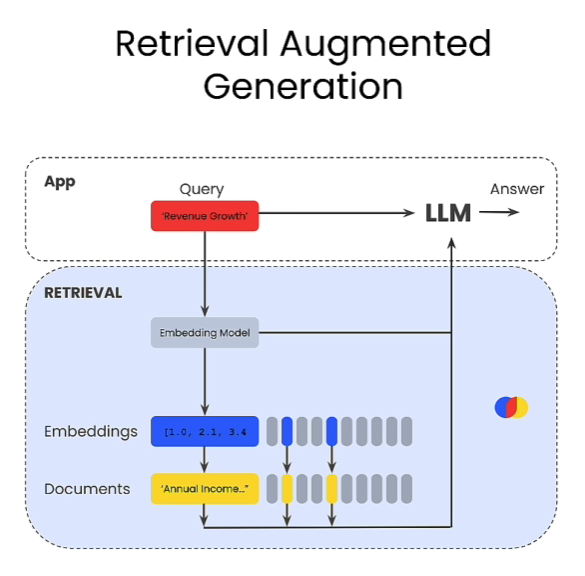 Retrieval Augmented
Generation
App
Query
Answer
'Revenue Growth'
LLM
RETRIEVAL
Embedding Model
Embeddings
[1.0, 2.1, 3.4
Documents
'Annual Income…"